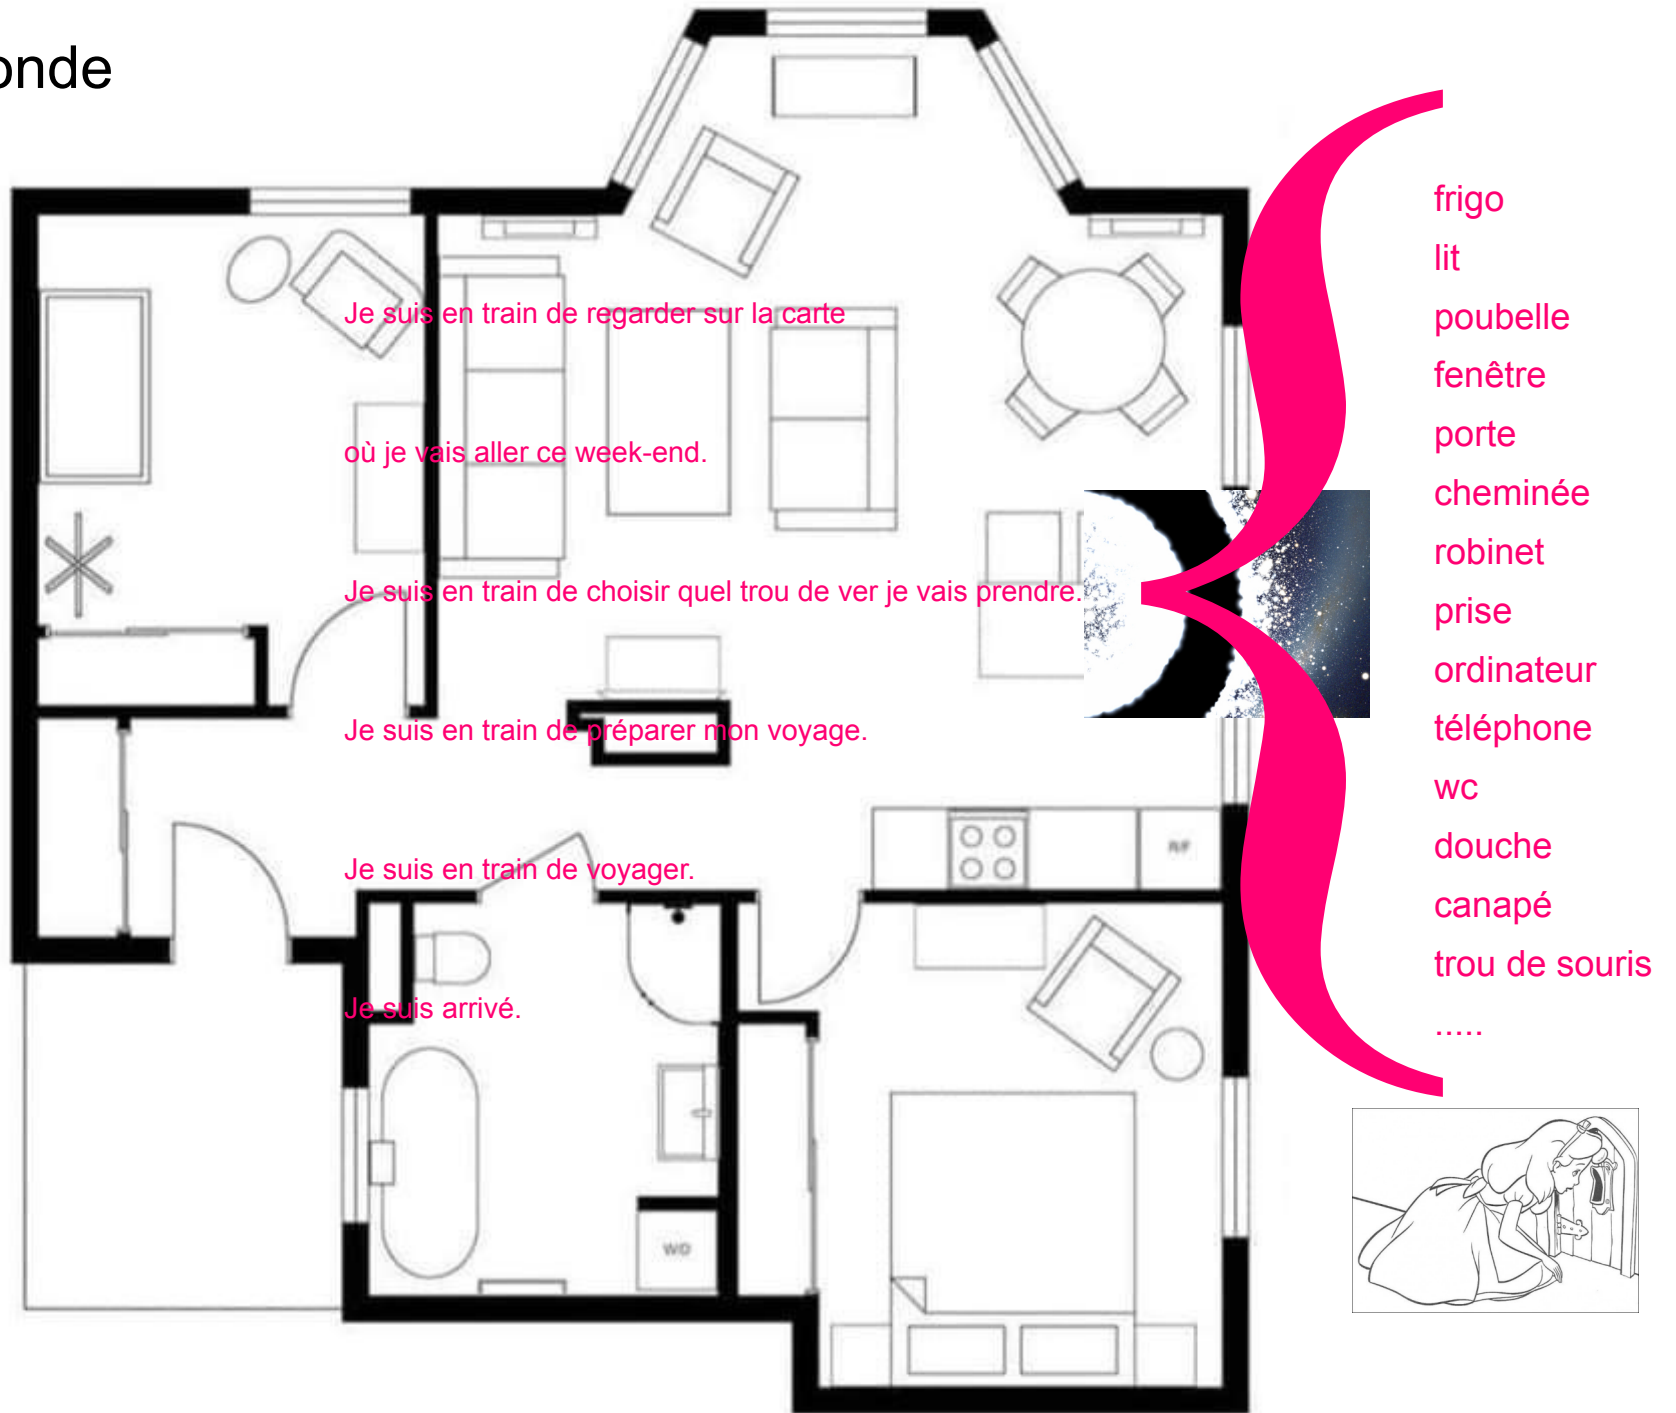 onde
Je suis en train de regarder sur la carte
où je vais aller ce week-end.
Je suis en train de choisir quel trou de ver je vais prendre.
Je suis en train de préparer mon voyage.
Je suis en train de voyager.
Je suis arrivé.
frigo
lit
poubelle
fenêtre
porte
cheminée
robinet
prise
ordinateur
téléphone
wc
douche
canapé
trou de souris
.....
R/F
W/D